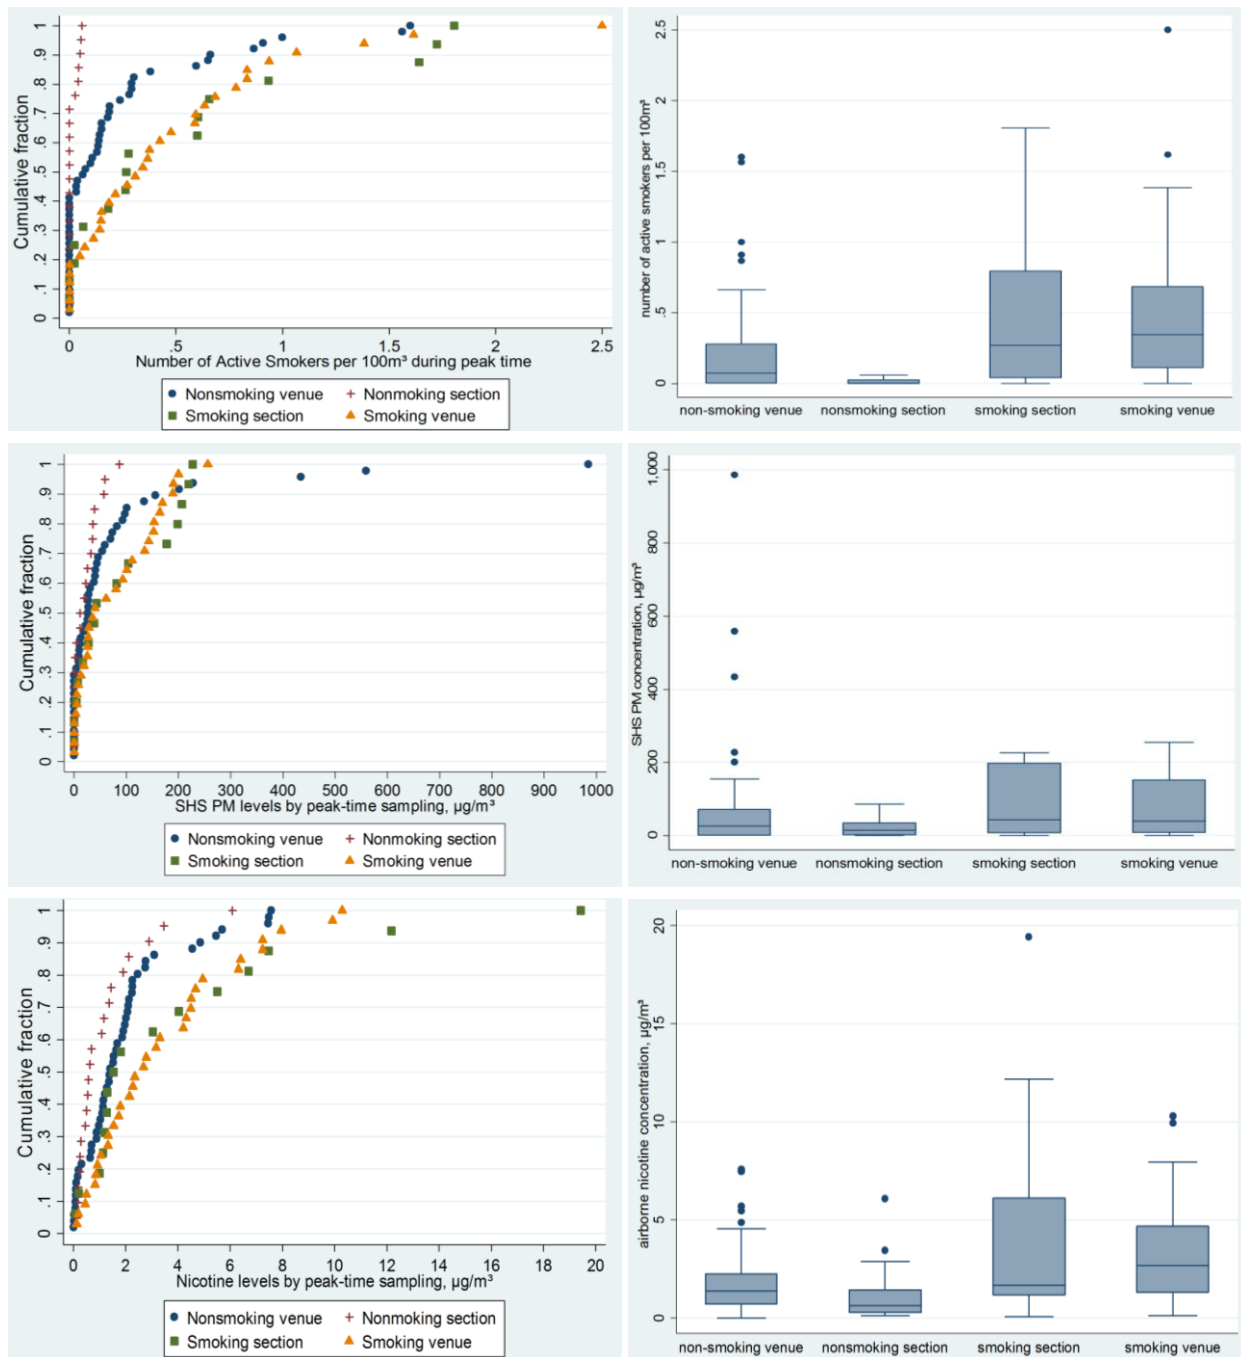 Cumulative fraction
1
.9
.8
.7
.6
.5
.4
.3
.2
.1
0
0 .5 1 1.5 2 2.5
Number of Active Smokers per 100m³ during peak time
Nonsmoking venue Nonmoking section
Smoking section Smoking venue
number of active smokers per 100m³
2.5
2
1.5
1
.5
0
non-smoking venue nonsmoking section smoking section smoking venue
Cumulative fraction
1
.9
.8
.7
.6
.5
.4
.3
.2
.1
0
0 100 200 300 400 500 600 700 800 900 1000
SHS PM levels by peak-time sampling, µg/m³
Nonsmoking venue Nonmoking section
Smoking section Smoking venue
SHS PM concentration, µg/m³
1,000
800
600
400
200
0
non-smoking venue nonsmoking section smoking section smoking venue
Cumulative fraction
1
.9
.8
.7
.6
.5
.4
.3
.2
.1
0
0 2 4 6 8 10 12 14 16 18 20
Nicotine levels by peak-time sampling, µg/m³
Nonsmoking venue Nonmoking section
Smoking section Smoking venue
airborne nicotine concentration, µg/m³
20
15
10
5
0
non-smoking venue nonsmoking section smoking section smoking venue